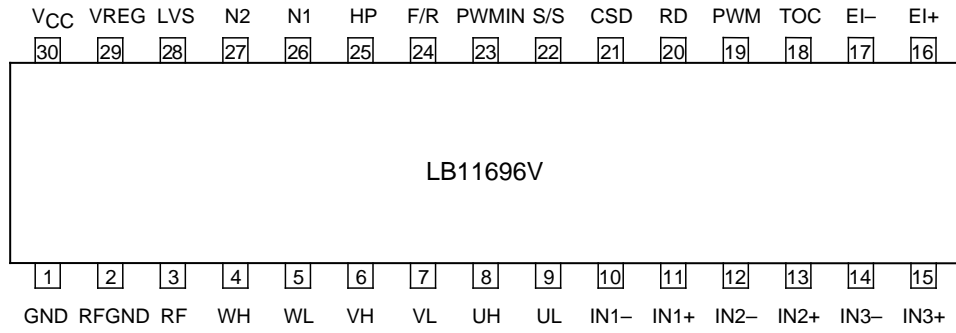 VCC VREG LVS N2 N1 HP F/R PWMIN S/S CSD RD PWM TOC EI– EI+
30 29 28 27 26 25 24 23 22 21 20 19 18 17 16
LB11696V
1 2 3 4 5 6 7 8 9 10 11 12 13 14 15
GND RFGND RF WH WL VH VL UH UL IN1– IN1+ IN2– IN2+ IN3– IN3+